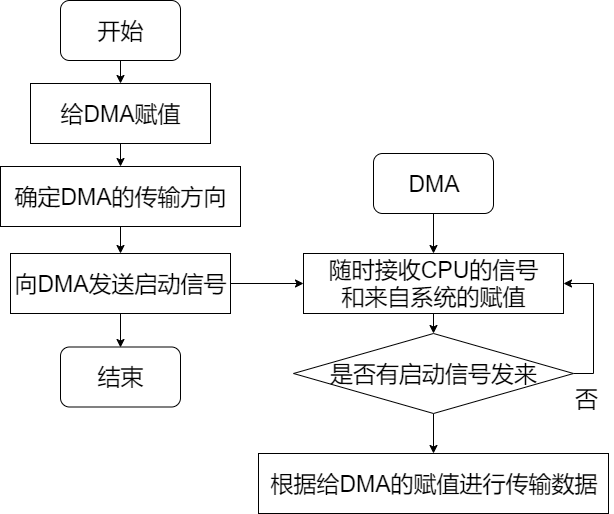 开始
给DMA赋值
确定DMA的传输方向
向DMA发送启动信号
结束
DMA
随时接收CPU的信号
和来自系统的赋值
是否有启动信号发来
否
根据给DMA的赋值进行传输数据